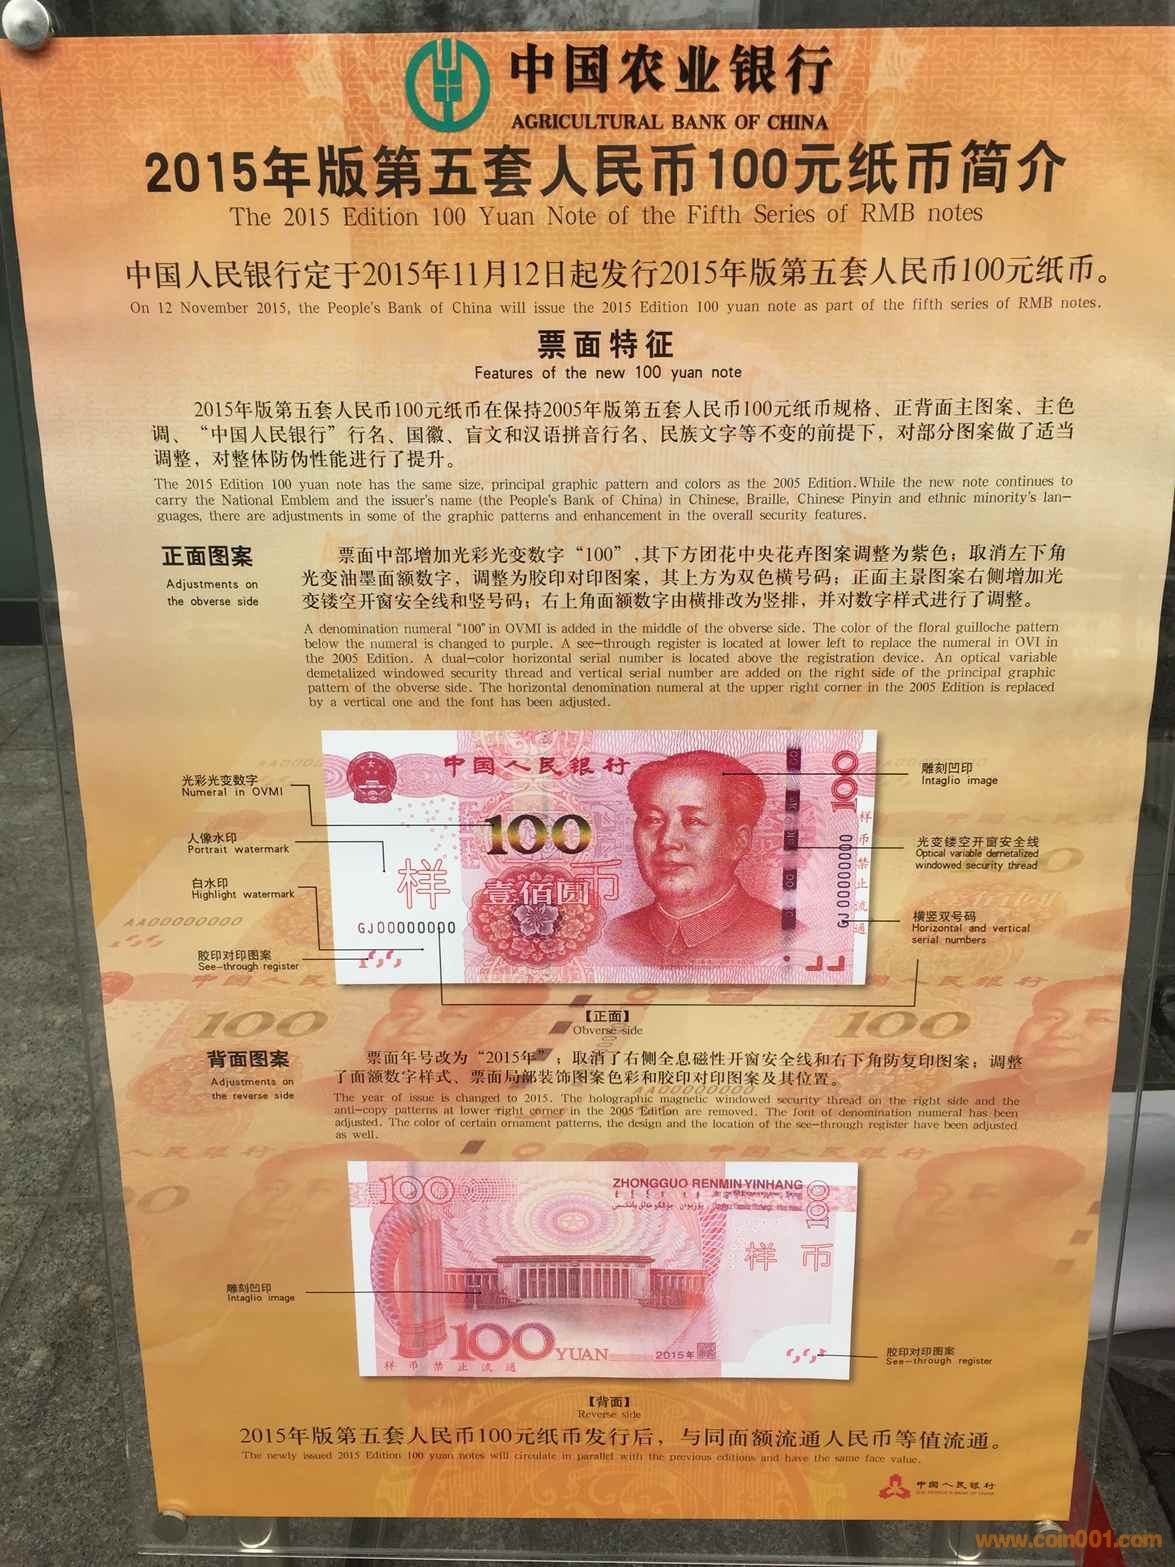 中国农业银行
AGRICULTURAL BANK OF CHINA
2015年版第五套人民币100元纸币简介
The 2015 Edition 100 Yuan Note of the Fifth Series of RMB notes
中国人民银行定于2015年11月12日起发行2015年版第五套人民币100元纸币。
On 12 November 2015, the People's Bank of China will issue the 2015 Edition 100 yuan note as part of the fifth series of RMB notes.
票面特征
Features of the new 100 yuan note
2015年版第五套人民币100元纸币在保持2005年版第五套人民币100元纸币规格、正背面主图案、主色
调、“中国人民银行”行名、国徽、盲文和汉语拼音行名、民族文字等不变的前提下，对部分图案做了适当
调整，对整体防伪性能进行了提升。
The 2015 Edition 100 yuan note has the same size, principal graphic pattern and colors as the 2005 Edition. While the new note continues to
carry the National Emblem and the issuer's name (the People's Bank of China) in Chinese, Braille, Chinese Pinyin and ethnic minority's lan-
guages, there are adjustments in some of the graphic patterns and enhancement in the overall security features.
正面图案
Adjustments on
the obverse side
票面中部增加光彩光变数字“100”,其下方团花中央花卉图案调整为紫色；取消左下角
光变油墨面额数字，调整为胶印对印图案，其上方为双色横号码；正面主景图案右侧增加光
变镂空开窗安全线和竖号码；右上角面额数字由横排改为竖排，并对数字样式进行了调整。
A denomination numeral "100" in OVMI is added in the middle of the obverse side. The color of the floral guilloche pattern
below the numeral is changed to purple. A see-through register is located at lower left to replace the numeral in OVI in
the 2005 Edition. A dual-color horizontal serial number is located above the registration device. An optical variable
demetalized windowed security thread and vertical serial number are added on the right side of the principal graphic
pattern of the obverse side. The horizontal denomination numeral at the upper right corner in the 2005 Edition is replaced
by a vertical one and the font has been adjusted.
光彩光变数字
Numeral in OVMI
人像水印
Portrait watermark
白水印
Highlight watermark
胶印对印图案
See-through register
中国人民银行
100
100
样 币
壹佰圆
GJ00000000
GJ00000000
样币禁止流通
雕刻凹印
Intaglio image
光变镂空开窗安全线
Optical variable demetalized
windowed security thread
横竖双号码
Horizontal and vertical
serial numbers
AA00000000
【正面】
Obverse side
中国人民银行
100
100
背面图案
Adjustments on
the reverse side
票面年号改为“2015年”；取消了右侧全息磁性开窗安全线和右下角防复印图案；调整
了面额数字样式、票面局部装饰图案色彩和胶印对印图案及其位置。
The year of issue is changed to 2015. The holographic magnetic windowed security thread on the right side and the
anti-copy patterns at lower right corner in the 2005 Edition are removed. The font of denomination numeral has been
adjusted. The color of certain ornament patterns, the design and the location of the see-through register have been adjusted
as well.
100
ZHONGGUO RENMIN YINHANG
100
样 币
100 YUAN
2015年
样币禁止流通
雕刻凹印
Intaglio image
胶印对印图案
See-through register
【背面】
Reverse side
2015年版第五套人民币100元纸币发行后，与同面额流通人民币等值流通。
The newly issued 2015 Edition 100 yuan notes will circulate in parallel with the previous editions and have the same face value.
中国人民银行
THE PEOPLE'S BANK OF CHINA
www.coin001.com